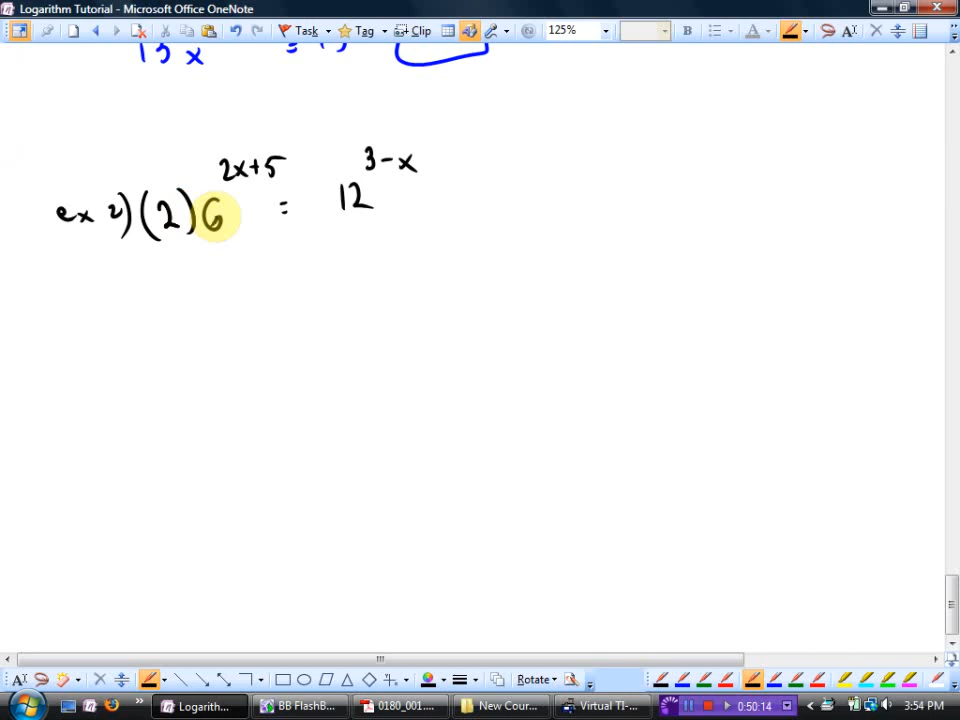 Logarithm Tutorial - Microsoft Office OneNote
Task Tag Clip 125% B A A
ex 2) (2)6^{2x+5} = 12^{3-x}
Rotate
Logarith... BB FlashB... 0180_001.... New Cour... Virtual TI-... 0:50:14 3:54 PM